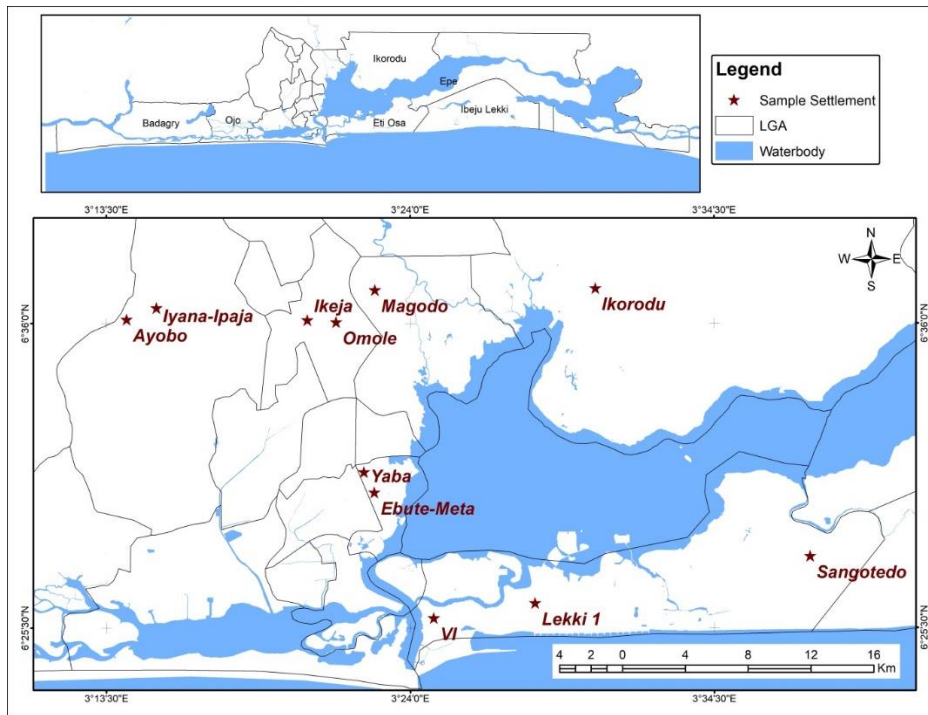 Ikorodu
Epe
Badagry
Ojo
Eti Osa
Ibeju Lekki
Legend
Sample Settlement
LGA
Waterbody
3°13'30"E
3°24'0"E
3°34'30"E
N
W E
S
6°36'0"N
6°36'0"N
Iyana-Ipaja
Ayobo
Ikeja
Omole
Magodo
Ikorodu
Yaba
Ebute-Meta
Sangotedo
Lekki 1
VI
6°25'30"N
6°25'30"N
4 2 0 4 8 12 16
Km
3°13'30"E
3°24'0"E
3°34'30"E